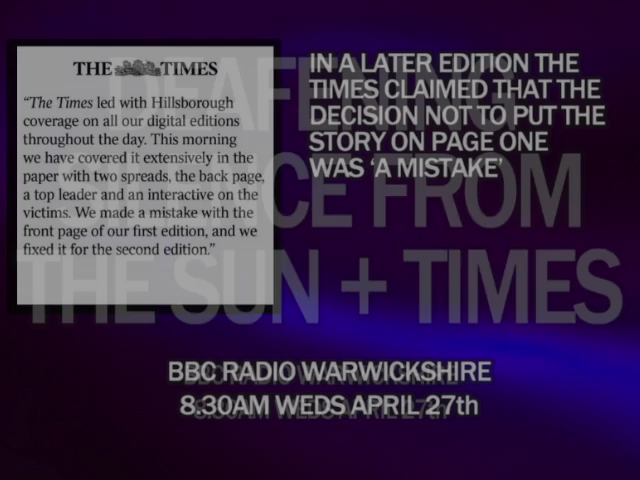 THE TIMES
“The Times led with Hillsborough
coverage on all our digital editions
throughout the day. This morning
we have covered it extensively in the
paper with two spreads, the back page,
a top leader and an interactive on the
victims. We made a mistake with the
front page of our first edition, and we
fixed it for the second edition.”
IN A LATER EDITION THE
TIMES CLAIMED THAT THE
DECISION NOT TO PUT THE
STORY ON PAGE ONE
WAS ‘A MISTAKE’
DEAFENING
SILENCE FROM
THE SUN + TIMES
BBC RADIO WARWICKSHIRE
8.30AM WEDS APRIL 27th